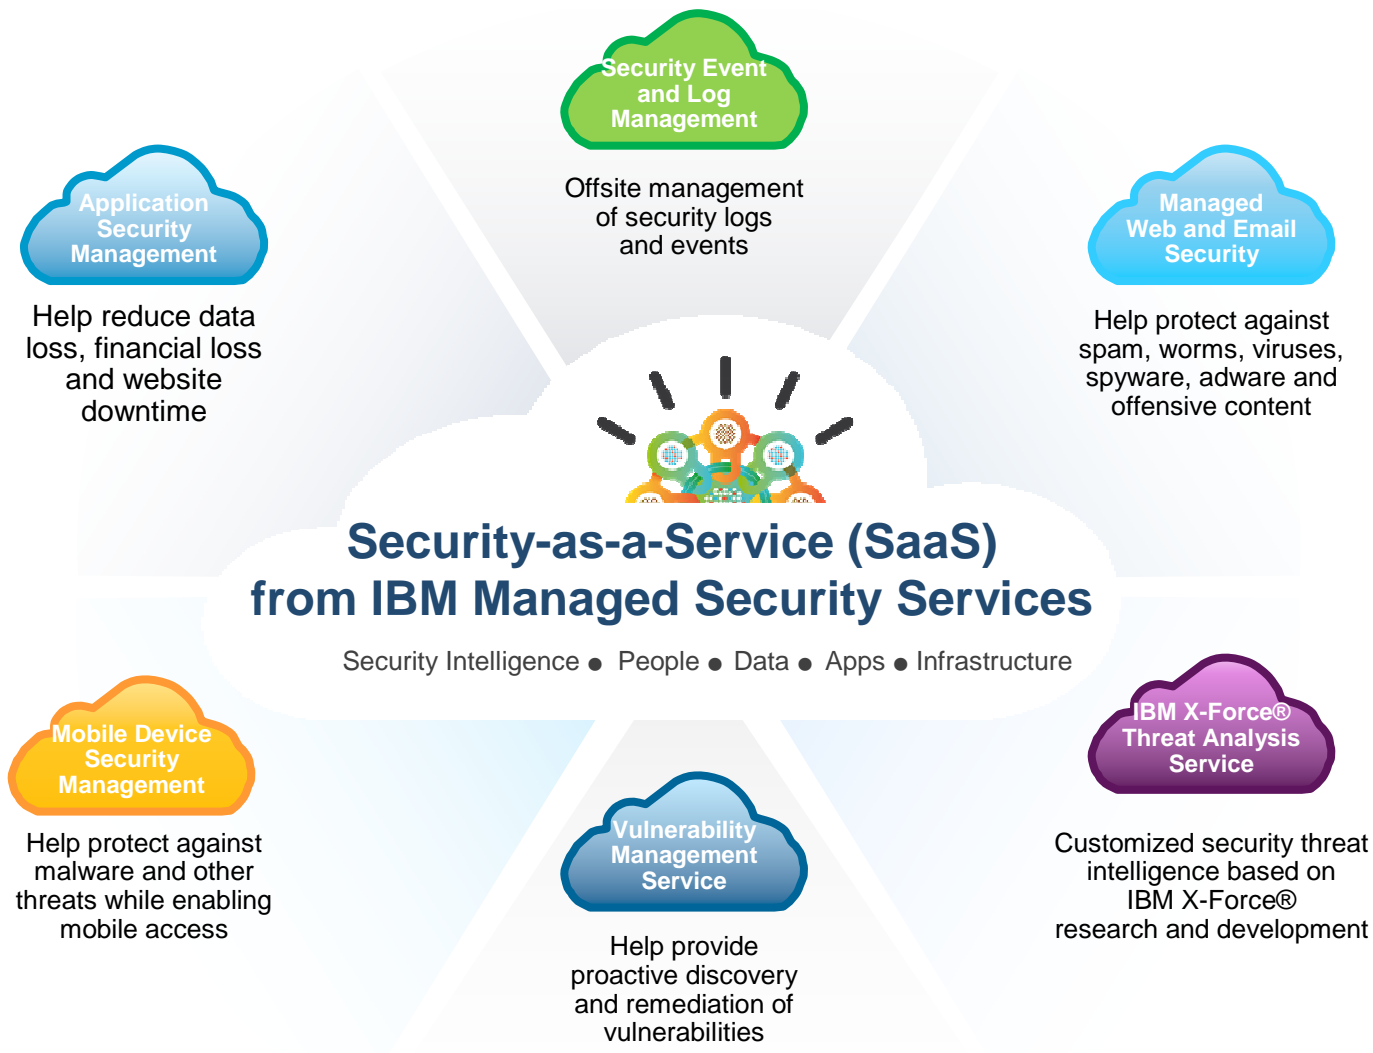 Security Event
and Log
Management
Offsite management
of security logs
and events
Application
Security
Management
Help reduce data
loss, financial loss
and website
downtime
Managed
Web and Email
Security
Help protect against
spam, worms, viruses,
spyware, adware and
offensive content
Security-as-a-Service (SaaS)
from IBM Managed Security Services
Security Intelligence ● People ● Data ● Apps ● Infrastructure
Mobile Device
Security
Management
Help protect against
malware and other
threats while enabling
mobile access
Vulnerability
Management
Service
Help provide
proactive discovery
and remediation of
vulnerabilities
IBM X-Force®
Threat Analysis
Service
Customized security threat
intelligence based on
IBM X-Force®
research and development